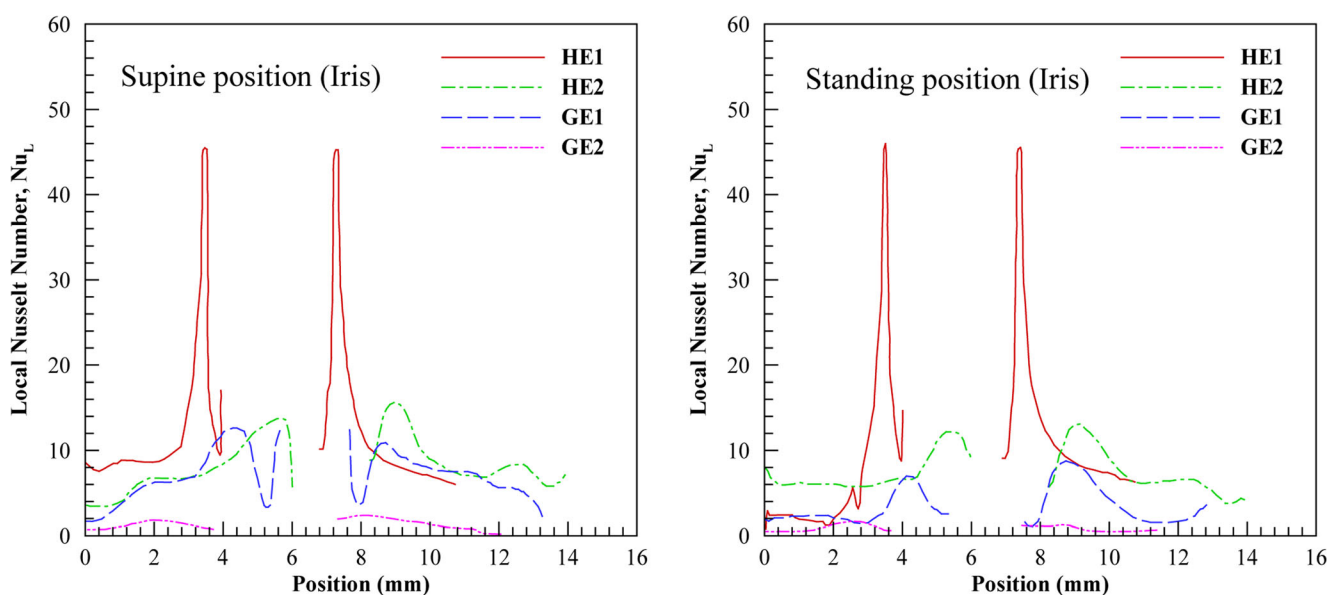 Supine position (Iris)
HE1
HE2
GE1
GE2
Local Nusselt Number, Nu_L
60
50
40
30
20
10
0
0 2 4 6 8 10 12 14 16
Position (mm)
Standing position (Iris)
HE1
HE2
GE1
GE2
Local Nusselt Number, Nu_L
60
50
40
30
20
10
0
0 2 4 6 8 10 12 14 16
Position (mm)